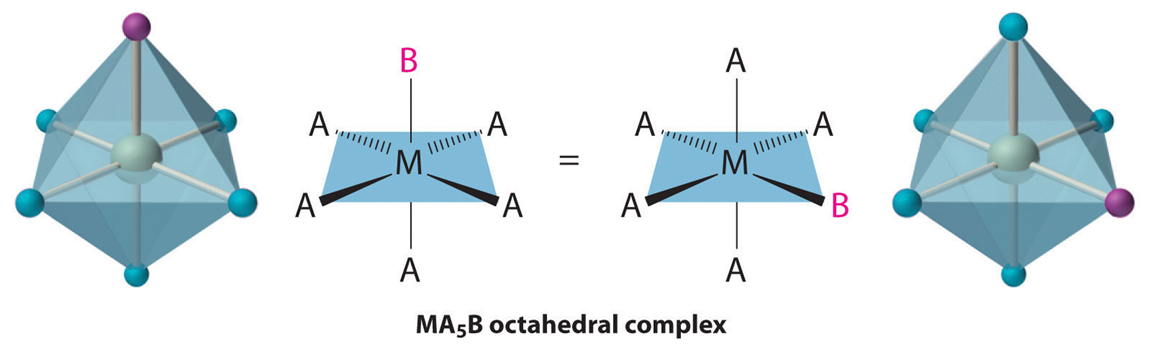 B A
A A A A
M = M
A A A B
A A
MA₅B octahedral complex